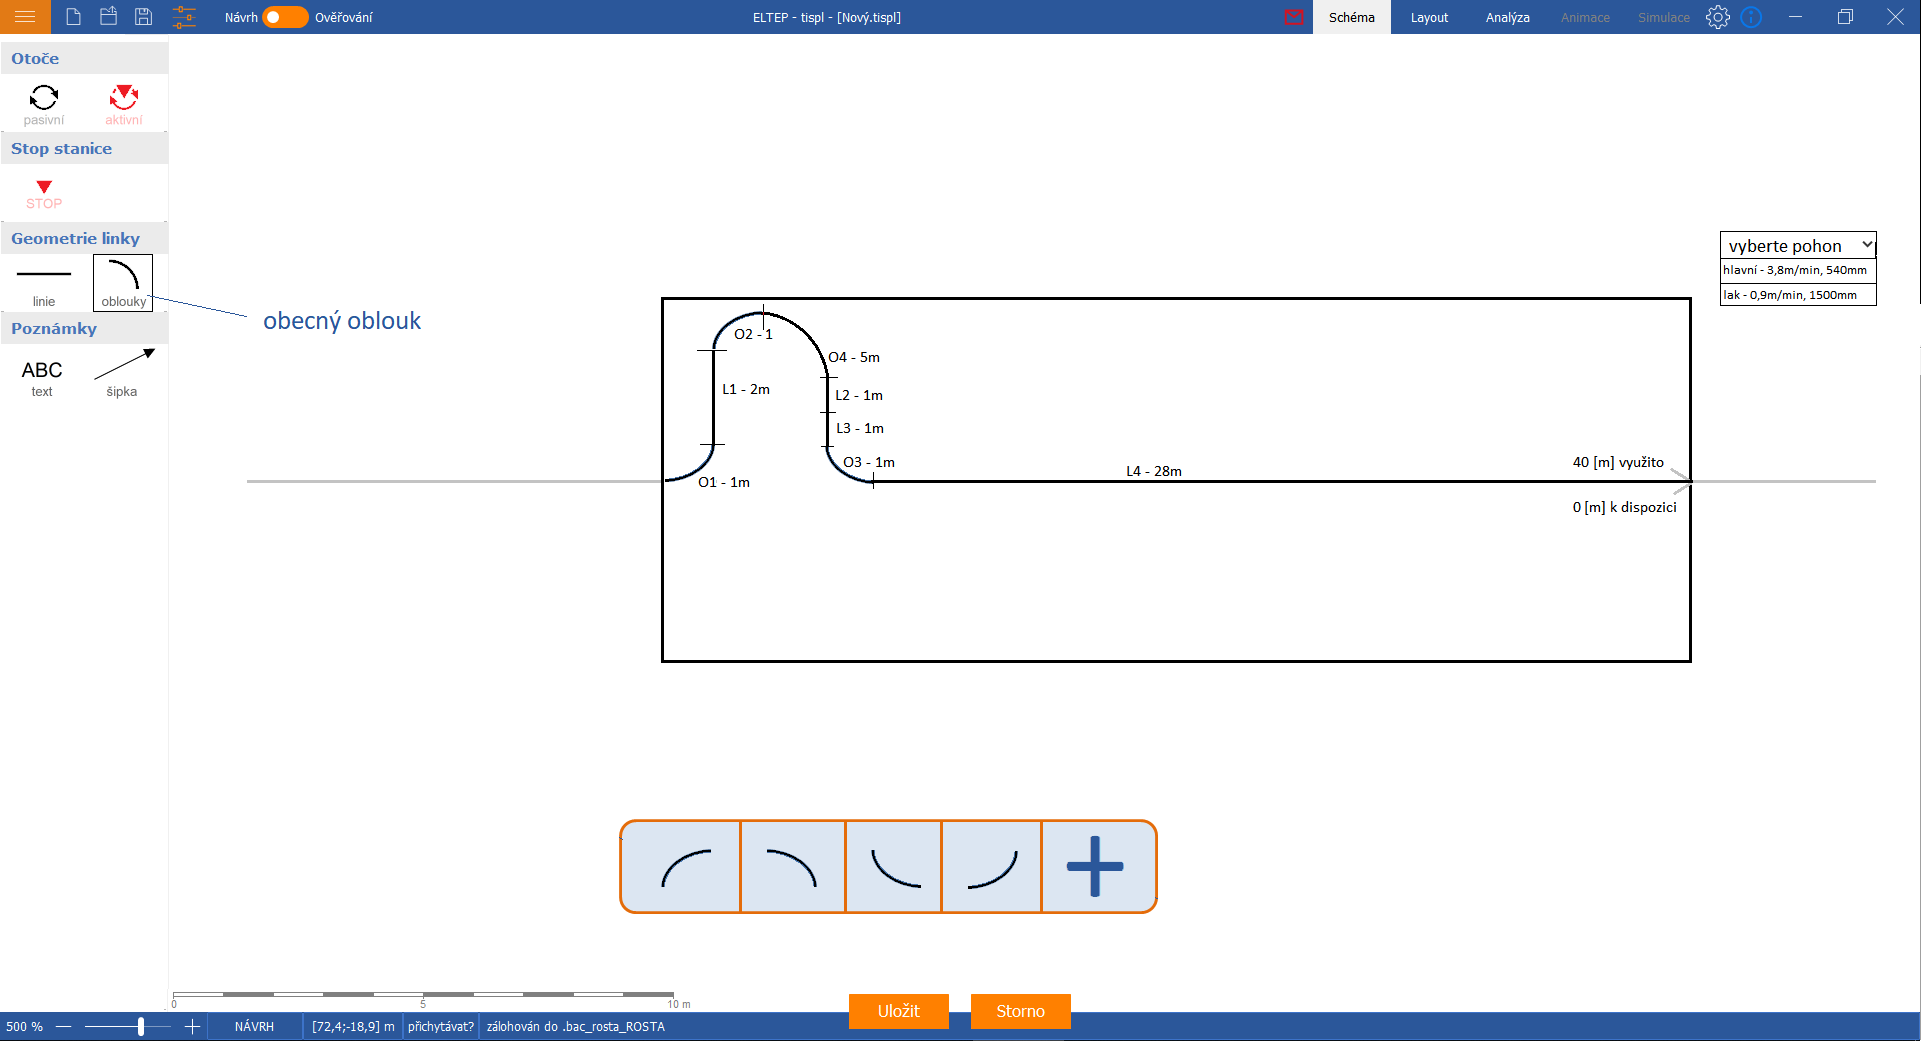 Návrh
Ověřování
ELTEP - tispl - [Nový.tispl]
Schéma
Layout
Analýza
Animace
Simulace
Otoče
pasivní
aktivní
Stop stanice
STOP
Geometrie linky
linie
oblouky
Poznámky
ABC
text
šipka
obecný oblouk
vyberte pohon
hlavní - 3,8m/min, 540mm
lak - 0,9m/min, 1500mm
O2 - 1
O4 - 5m
L1 - 2m
L2 - 1m
L3 - 1m
O3 - 1m
O1 - 1m
L4 - 28m
40 [m] využito
0 [m] k dispozici
0
5
10 m
Uložit
Storno
500 %
NÁVRH
[72,4;-18,9] m
přichytávat?
zálohován do .bac_rosta_ROSTA